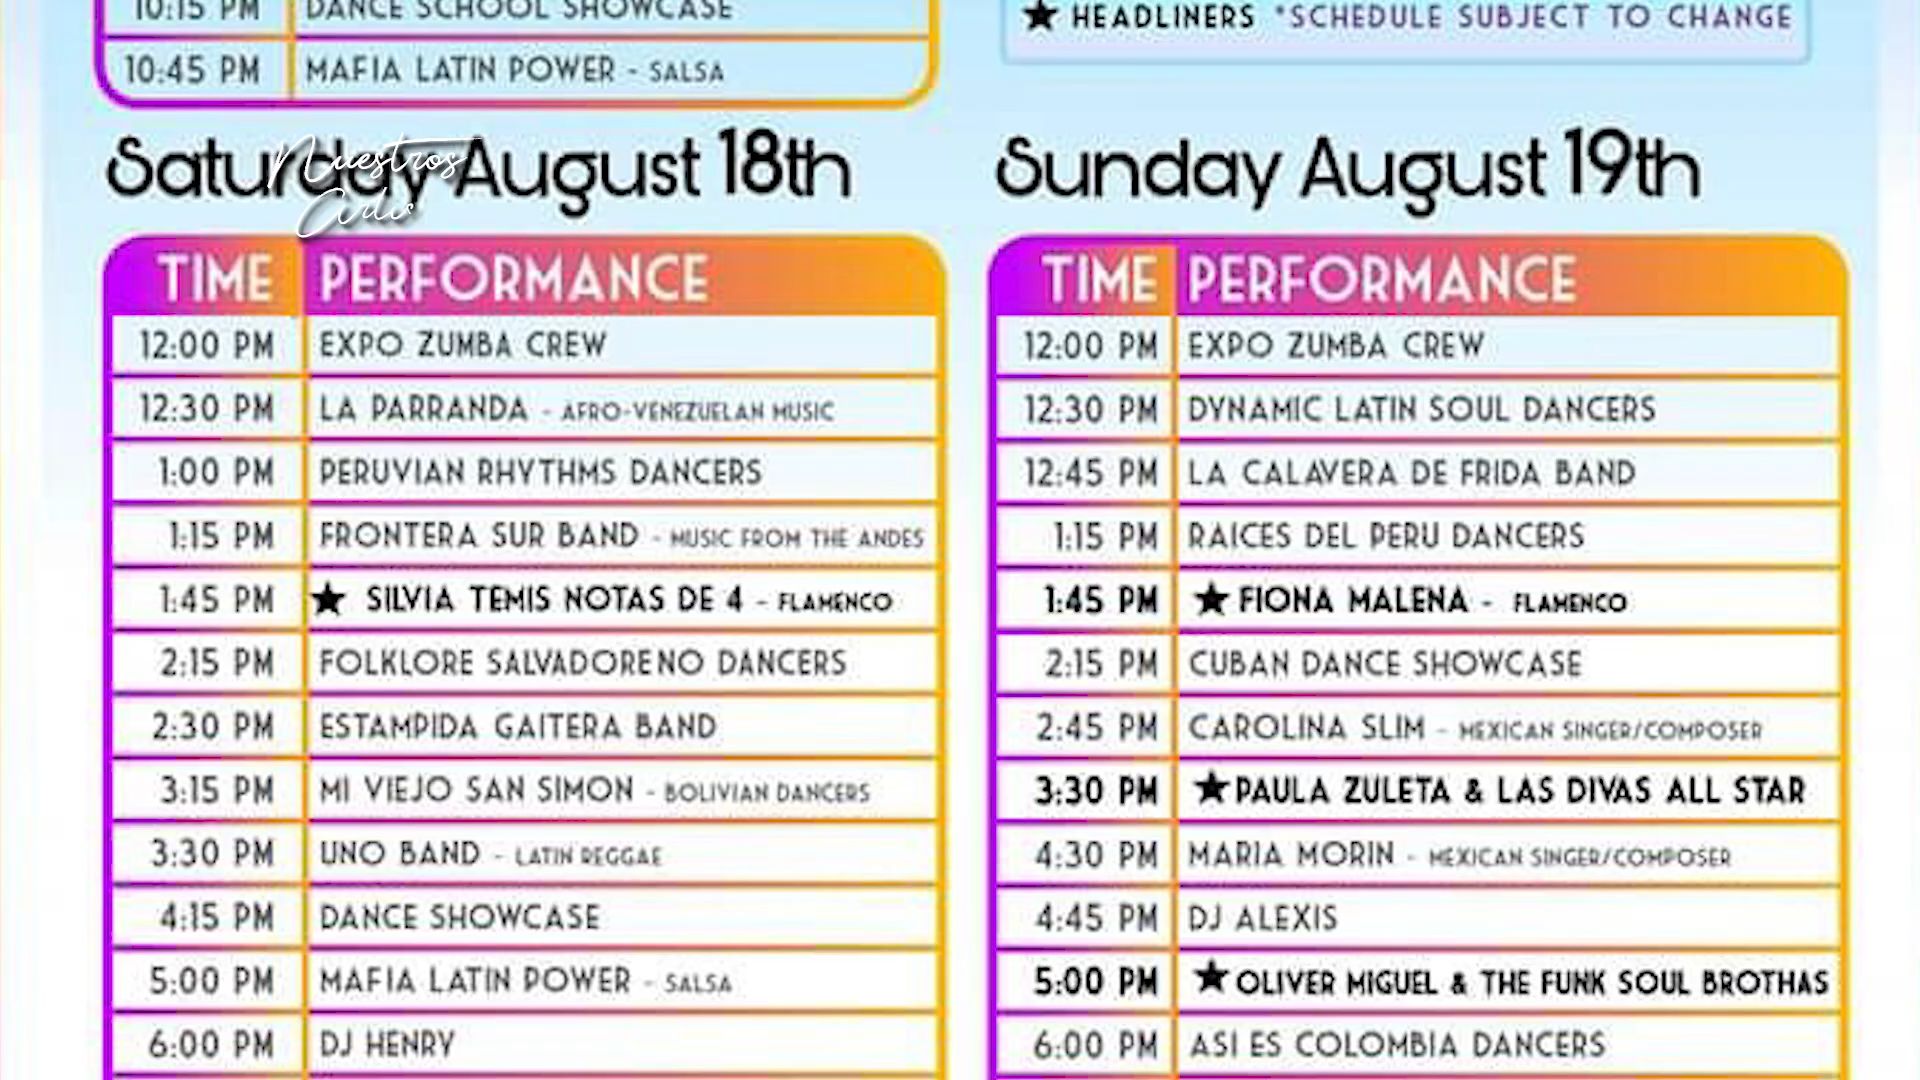 10:15 PM DANCE SCHOOL SHOWCASE
10:45 PM MAFIA LATIN POWER - SALSA
★ HEADLINERS *SCHEDULE SUBJECT TO CHANGE
Saturday August 18th
Nuestros
TIME PERFORMANCE
12:00 PM EXPO ZUMBA CREW
12:30 PM LA PARRANDA - AFRO-VENEZUELAN MUSIC
1:00 PM PERUVIAN RHYTHMS DANCERS
1:15 PM FRONTERA SUR BAND - MUSIC FROM THE ANDES
1:45 PM ★ SILVIA TEMIS NOTAS DE 4 - FLAMENCO
2:15 PM FOLKLORE SALVADORENO DANCERS
2:30 PM ESTAMPIDA GAITERA BAND
3:15 PM MI VIEJO SAN SIMON - BOLIVIAN DANCERS
3:30 PM UNO BAND - LATIN REGGAE
4:15 PM DANCE SHOWCASE
5:00 PM MAFIA LATIN POWER - SALSA
6:00 PM DJ HENRY
Sunday August 19th
TIME PERFORMANCE
12:00 PM EXPO ZUMBA CREW
12:30 PM DYNAMIC LATIN SOUL DANCERS
12:45 PM LA CALAVERA DE FRIDA BAND
1:15 PM RAICES DEL PERU DANCERS
1:45 PM ★ FIONA MALENA - FLAMENCO
2:15 PM CUBAN DANCE SHOWCASE
2:45 PM CAROLINA SLIM - MEXICAN SINGER/COMPOSER
3:30 PM ★ PAULA ZULETA & LAS DIVAS ALL STAR
4:30 PM MARIA MORIN - MEXICAN SINGER/COMPOSER
4:45 PM DJ ALEXIS
5:00 PM ★ OLIVER MIGUEL & THE FUNK SOUL BROTHAS
6:00 PM ASI ES COLOMBIA DANCERS